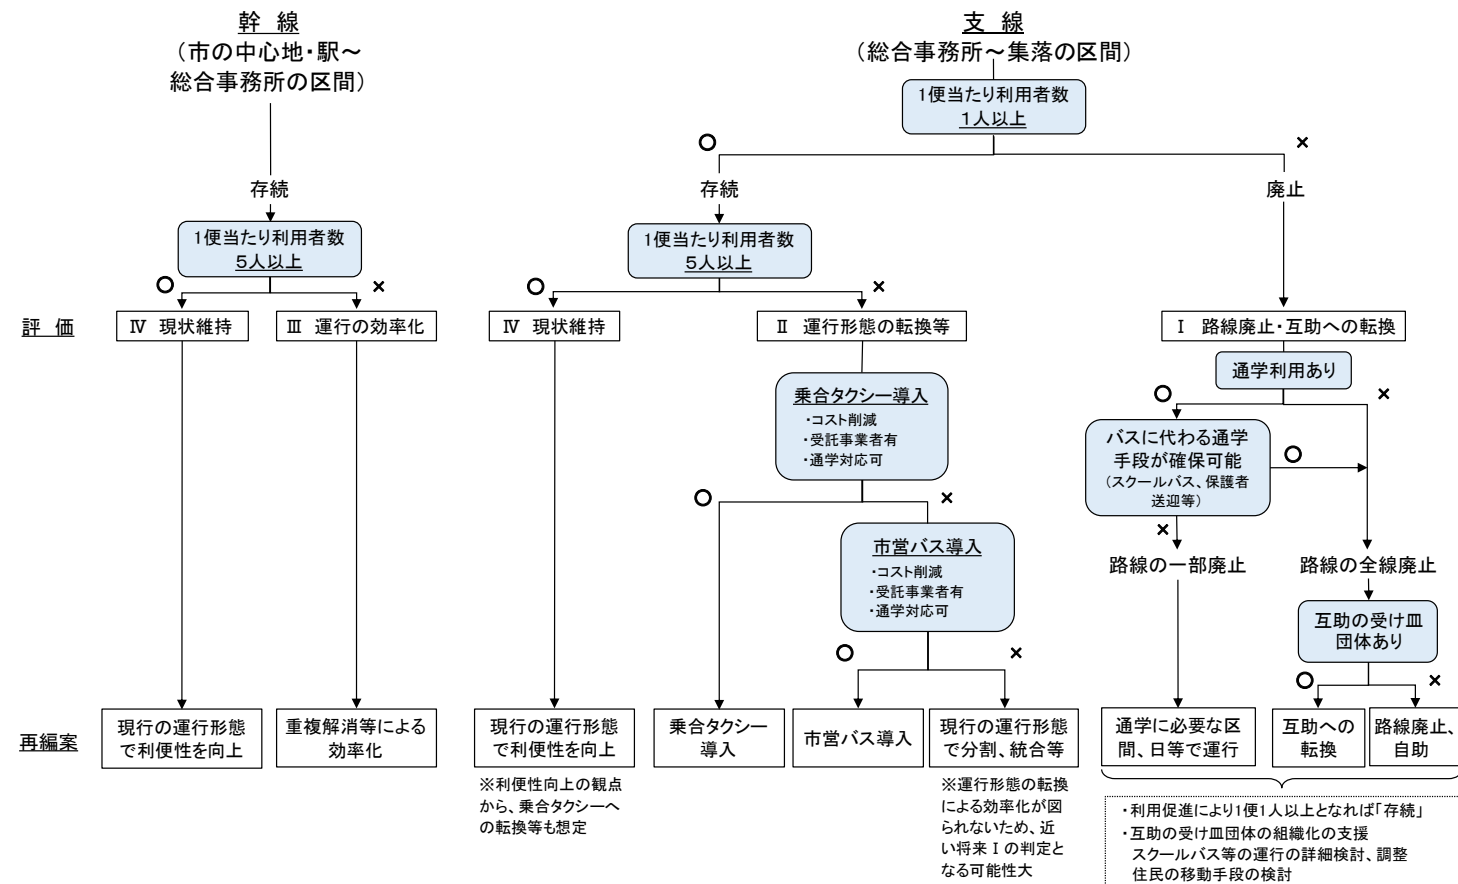 幹 線
（市の中心地・駅～
総合事務所の区間）
存続
1便当たり利用者数
5人以上
○
×
支 線
（総合事務所～集落の区間）
1便当たり利用者数
1人以上
○
×
存続
廃止
1便当たり利用者数
5人以上
○
×
評 価
Ⅳ 現状維持
Ⅲ 運行の効率化
Ⅳ 現状維持
Ⅱ 運行形態の転換等
Ⅰ 路線廃止・互助への転換
乗合タクシー導入
・コスト削減
・受託事業者有
・通学対応可
○
×
市営バス導入
・コスト削減
・受託事業者有
・通学対応可
○
×
通学利用あり
○
×
バスに代わる通学
手段が確保可能
（スクールバス、保護者
送迎等）
○
×
路線の一部廃止
路線の全線廃止
互助の受け皿
団体あり
○
×
再編案
現行の運行形態
で利便性を向上
重複解消等による
効率化
現行の運行形態
で利便性を向上
※利便性向上の観点
から、乗合タクシーへ
の転換等も想定
乗合タクシー
導入
市営バス導入
現行の運行形態
で分割、統合等
※運行形態の転換
による効率化が図
られないため、近
い将来Ⅰの判定と
なる可能性大
通学に必要な区
間、日等で運行
互助への
転換
路線廃止、
自助
・利用促進により1便1人以上となれば「存続」
・互助の受け皿団体の組織化の支援
スクールバス等の運行の詳細検討、調整
住民の移動手段の検討